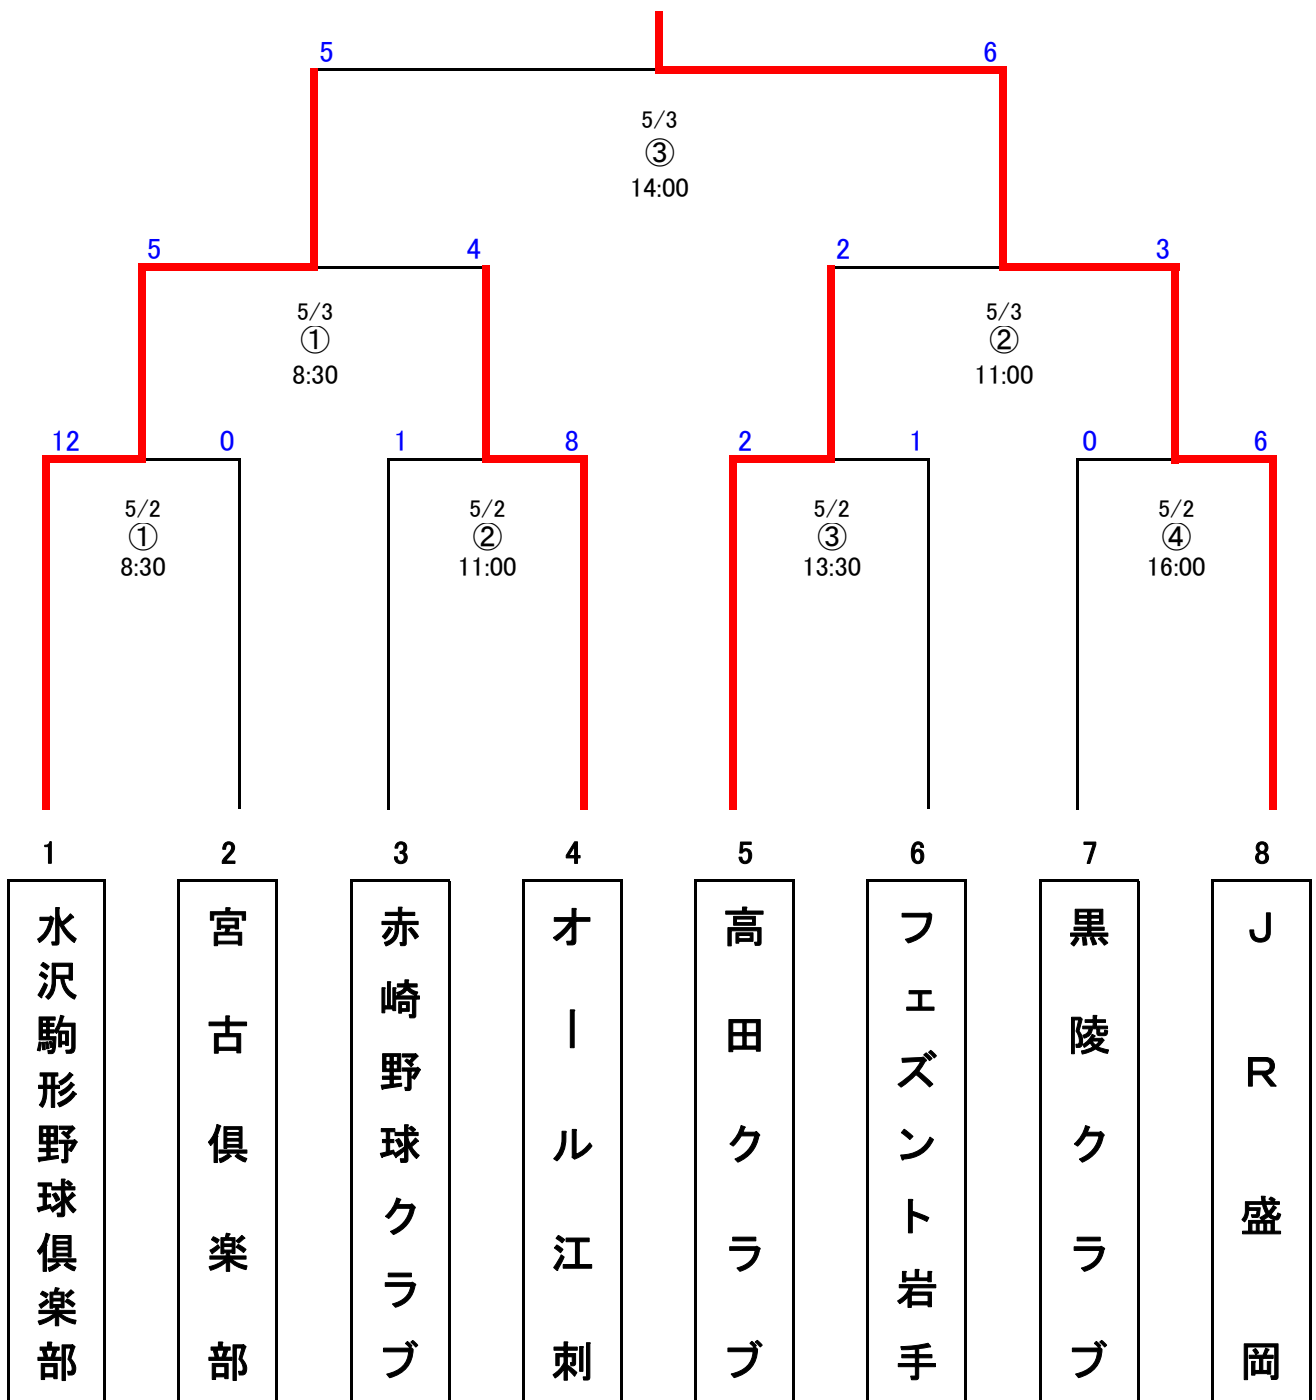 5 6
5/3
③
14:00
5 4 2 3
5/3 5/3
① ②
8:30 11:00
12 0 1 8 2 1 0 6
5/2 5/2 5/2 5/2
① ② ③ ④
8:30 11:00 13:30 16:00
1 2 3 4 5 6 7 8
水沢駒形野球倶楽部
宮古倶楽部
赤崎野球クラブ
オール江刺
高田クラブ
フェズント岩手
黒陵クラブ
JR盛岡